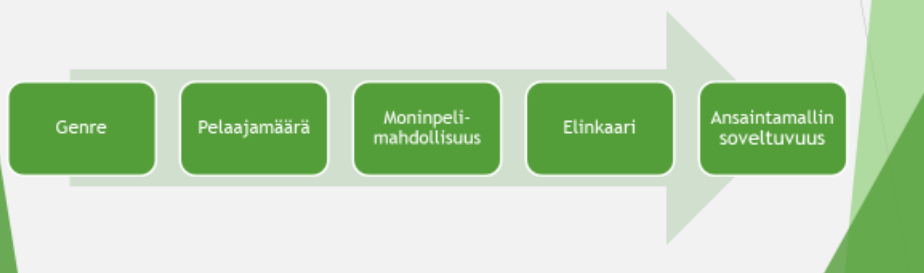 Genre
Pelaajamäärä
Moninpeli-
mahdollisuus
Elinkaari
Ansaintamallin
soveltuvuus